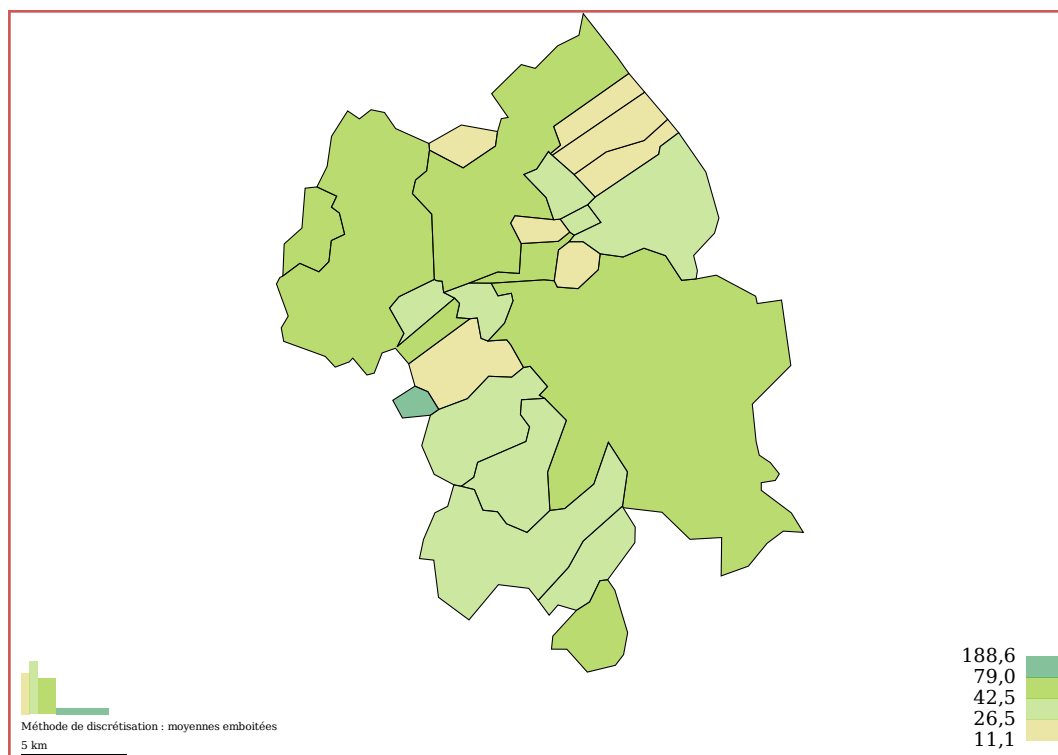 188,6
79,0
42,5
26,5
11,1
Méthode de discrétisation : moyennes emboitées
5 km